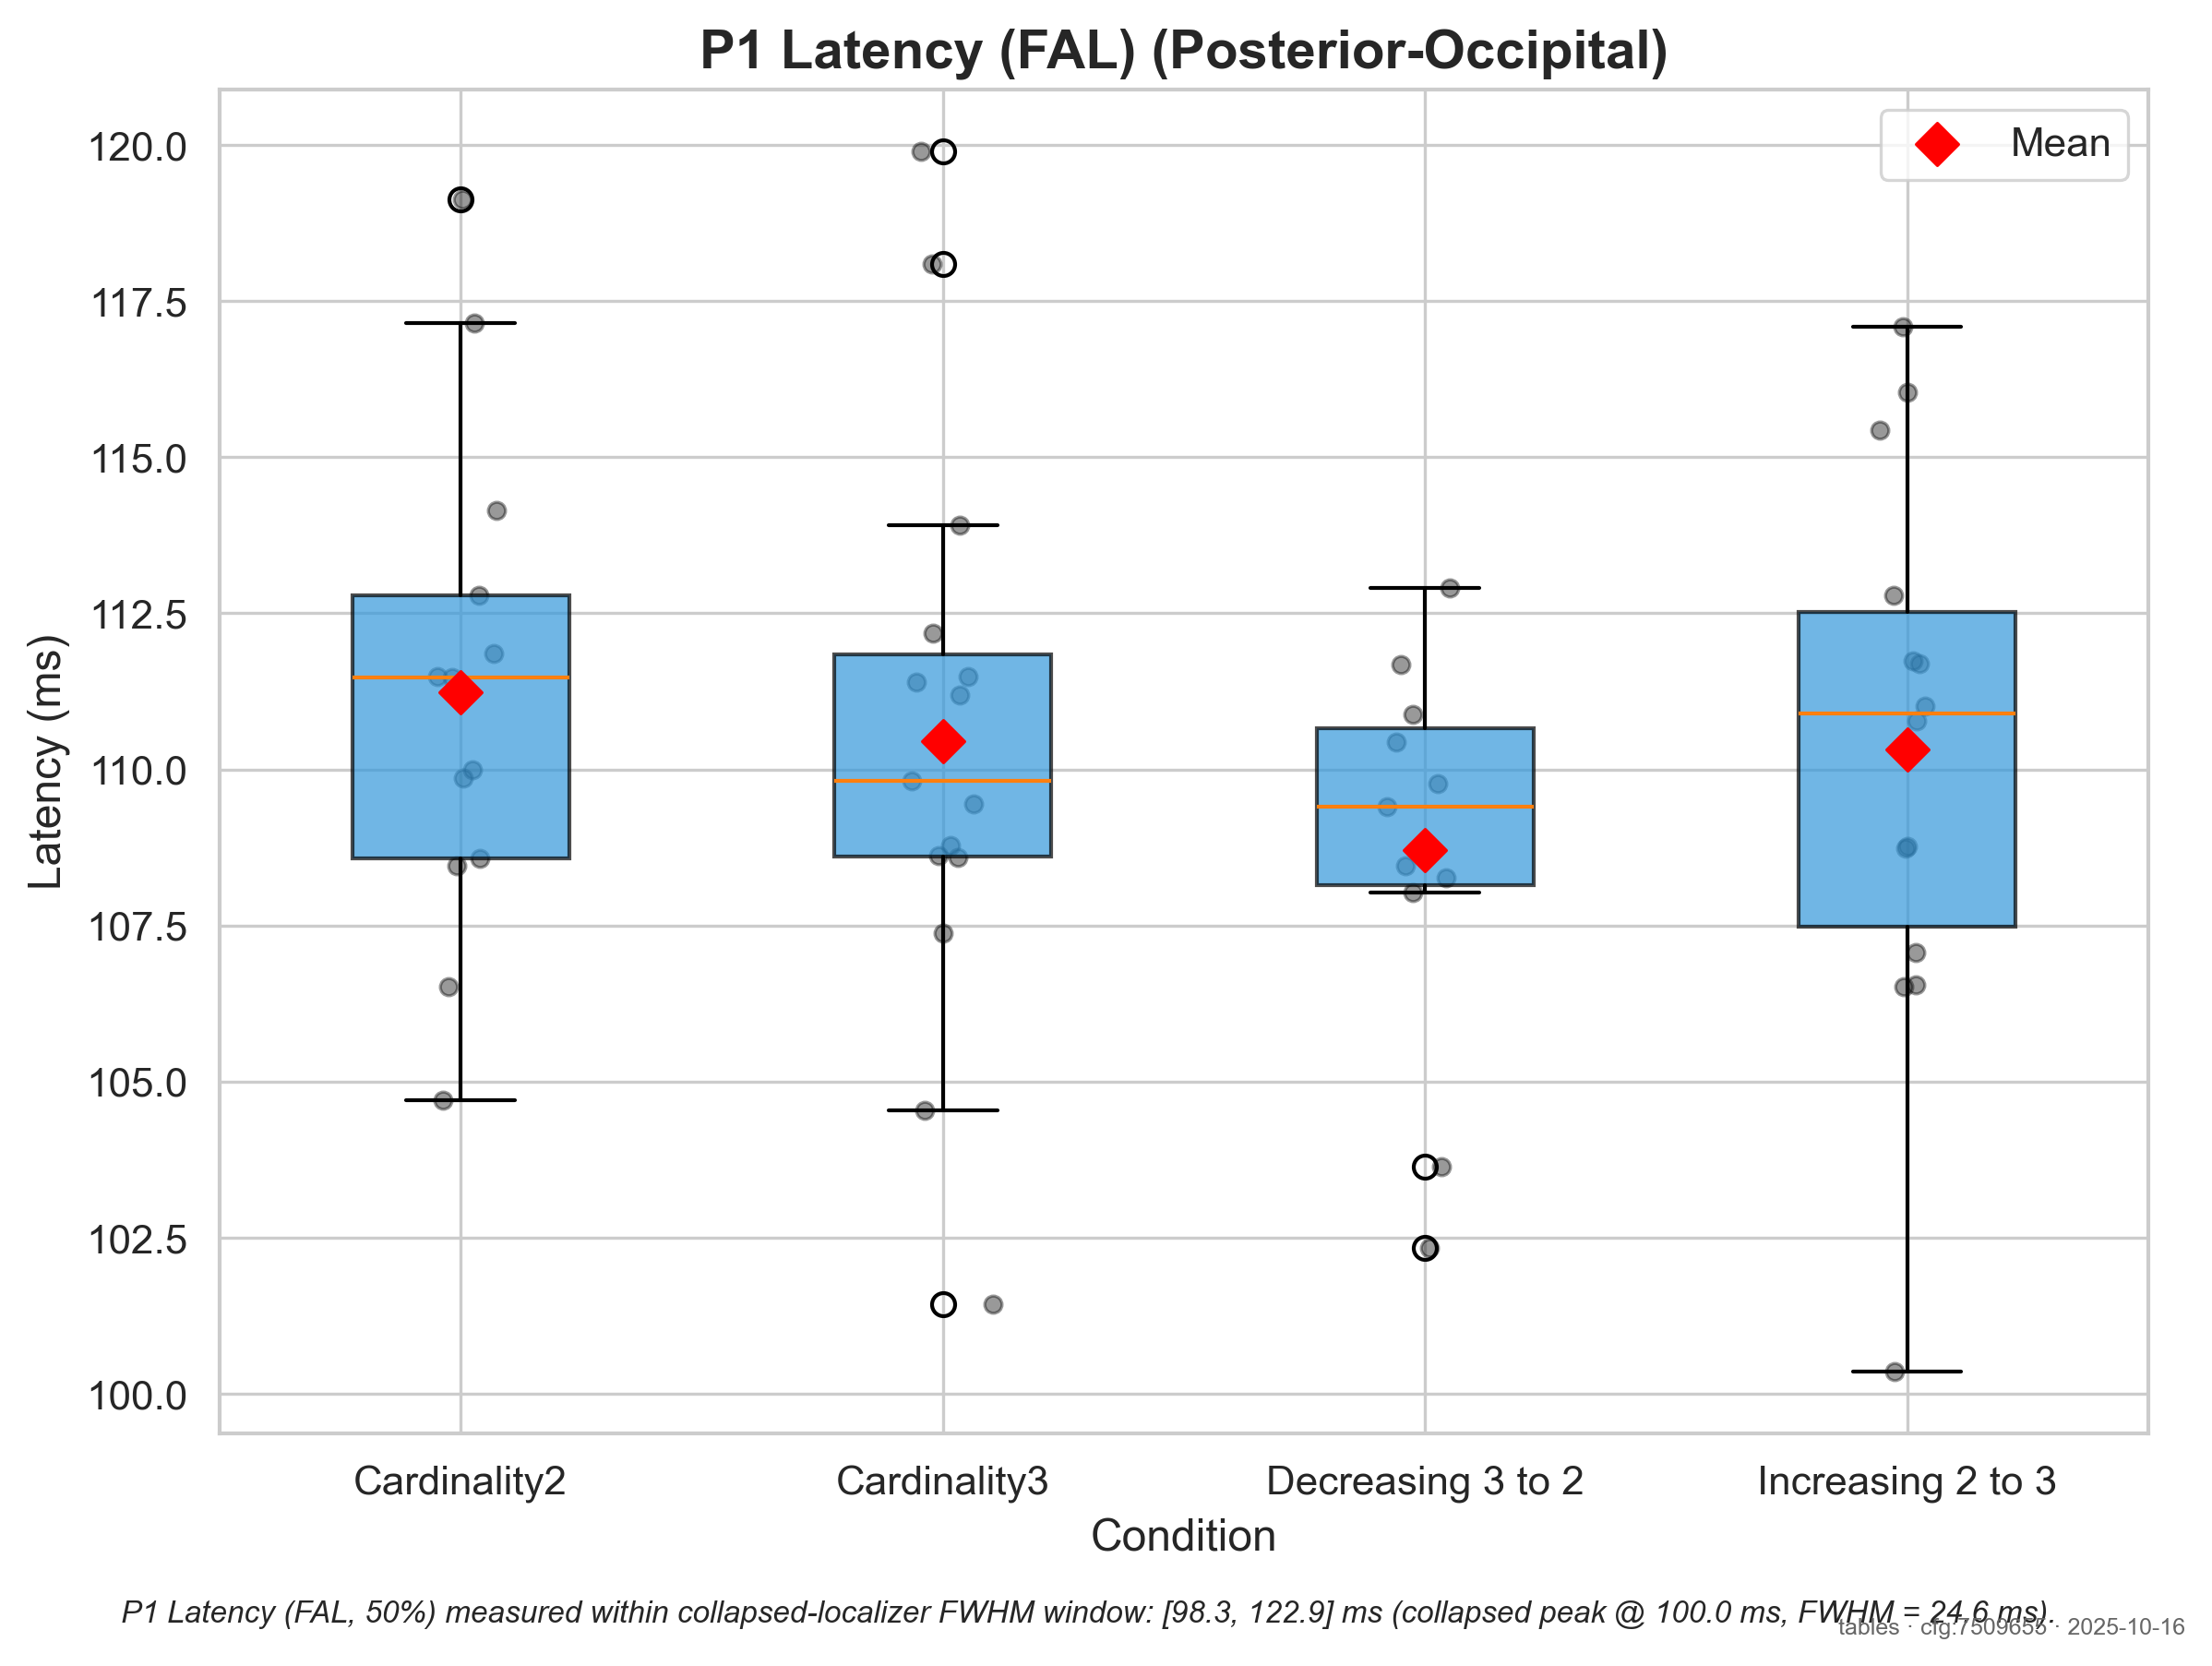 P1 Latency (FAL) (Posterior-Occipital)
Mean
120.0
117.5
115.0
112.5
110.0
107.5
105.0
102.5
100.0
Latency (ms)
Cardinality2 Cardinality3 Decreasing 3 to 2 Increasing 2 to 3
Condition
P1 Latency (FAL, 50%) measured within collapsed-localizer FWHM window: [98.3, 122.9] ms (collapsed peak @ 100.0 ms, FWHM = 24.6 ms).
tables · cfg:7509655 · 2025-10-16